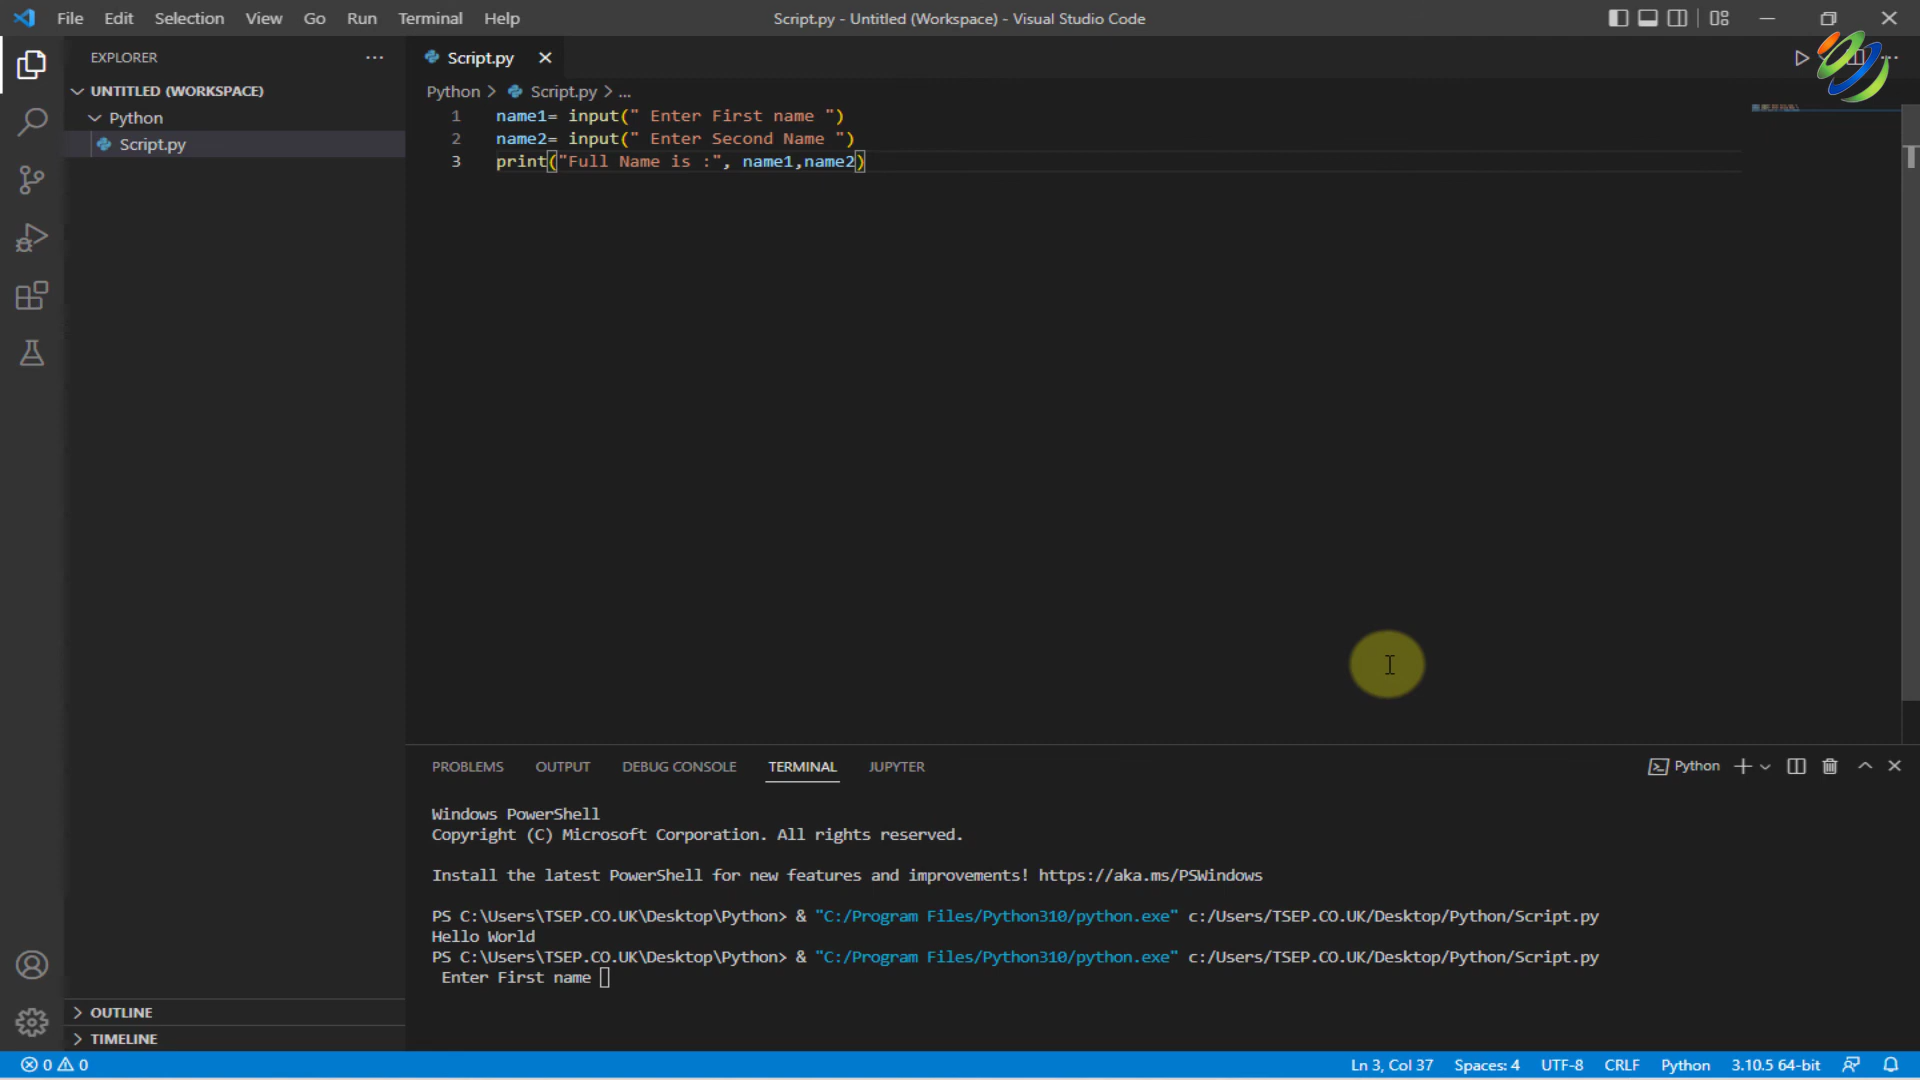 File Edit Selection View Go Run Terminal Help Script.py - Untitled (Workspace) - Visual Studio Code
EXPLORER
UNTITLED (WORKSPACE)
Python
Script.py
OUTLINE
TIMELINE
Script.py
Python > Script.py > ...
1 name1= input(" Enter First name ")
2 name2= input(" Enter Second Name ")
3 print("Full Name is :", name1,name2)
PROBLEMS OUTPUT DEBUG CONSOLE TERMINAL JUPYTER Python
Windows PowerShell
Copyright (C) Microsoft Corporation. All rights reserved.
Install the latest PowerShell for new features and improvements! https://aka.ms/PSWindows
PS C:\Users\TSEP.CO.UK\Desktop\Python> & "C:/Program Files/Python310/python.exe" c:/Users/TSEP.CO.UK/Desktop/Python/Script.py
Hello World
PS C:\Users\TSEP.CO.UK\Desktop\Python> & "C:/Program Files/Python310/python.exe" c:/Users/TSEP.CO.UK/Desktop/Python/Script.py
Enter First name
0 0 Ln 3, Col 37 Spaces: 4 UTF-8 CRLF Python 3.10.5 64-bit